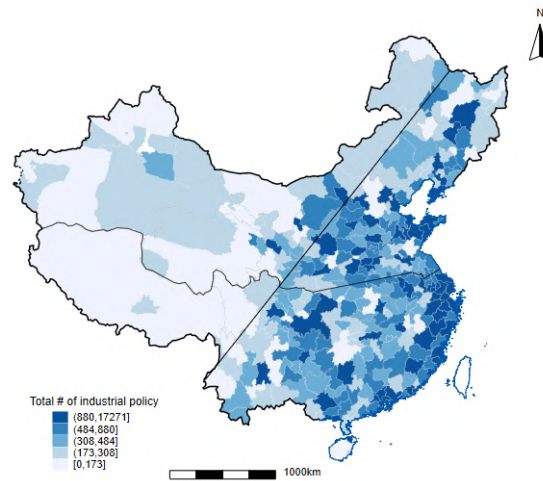 N
Total # of industrial policy
(880,17271]
(484,880]
(308,484]
(173,308]
[0,173]
1000km